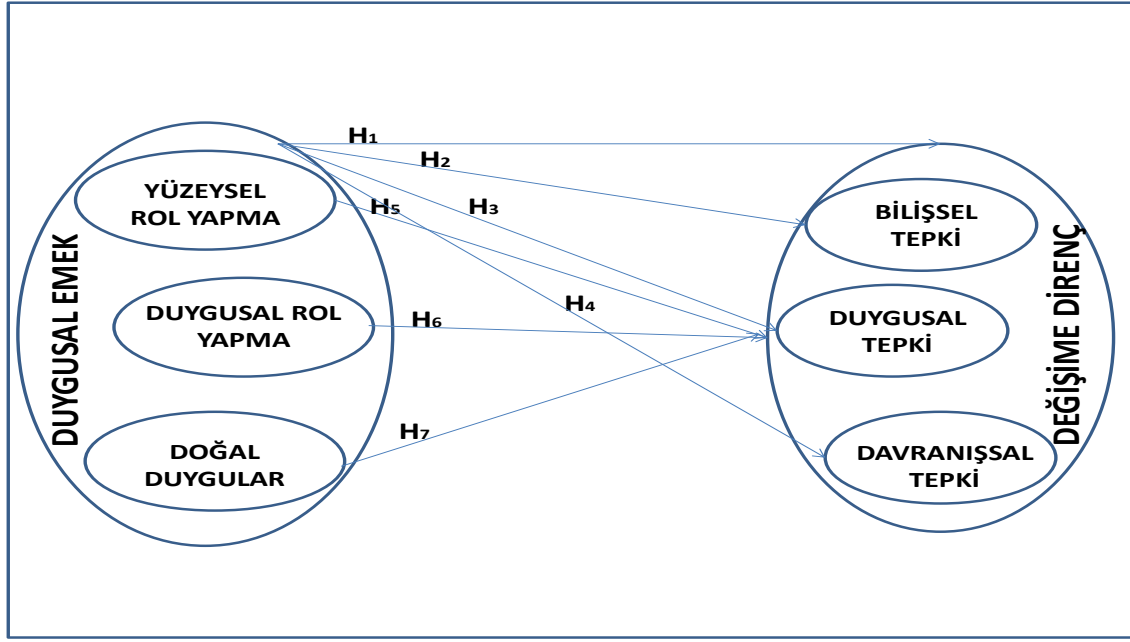 DUYGUSAL EMEK
YÜZEYSEL
ROL YAPMA
DUYGUSAL ROL
YAPMA
DOĞAL
DUYGULAR
H₁
H₂
H₃
H₅
H₄
H₆
H₇
BİLİŞSEL
TEPKİ
DUYGUSAL
TEPKİ
DAVRANIŞSAL
TEPKİ
DEĞİŞİME DİRENÇ